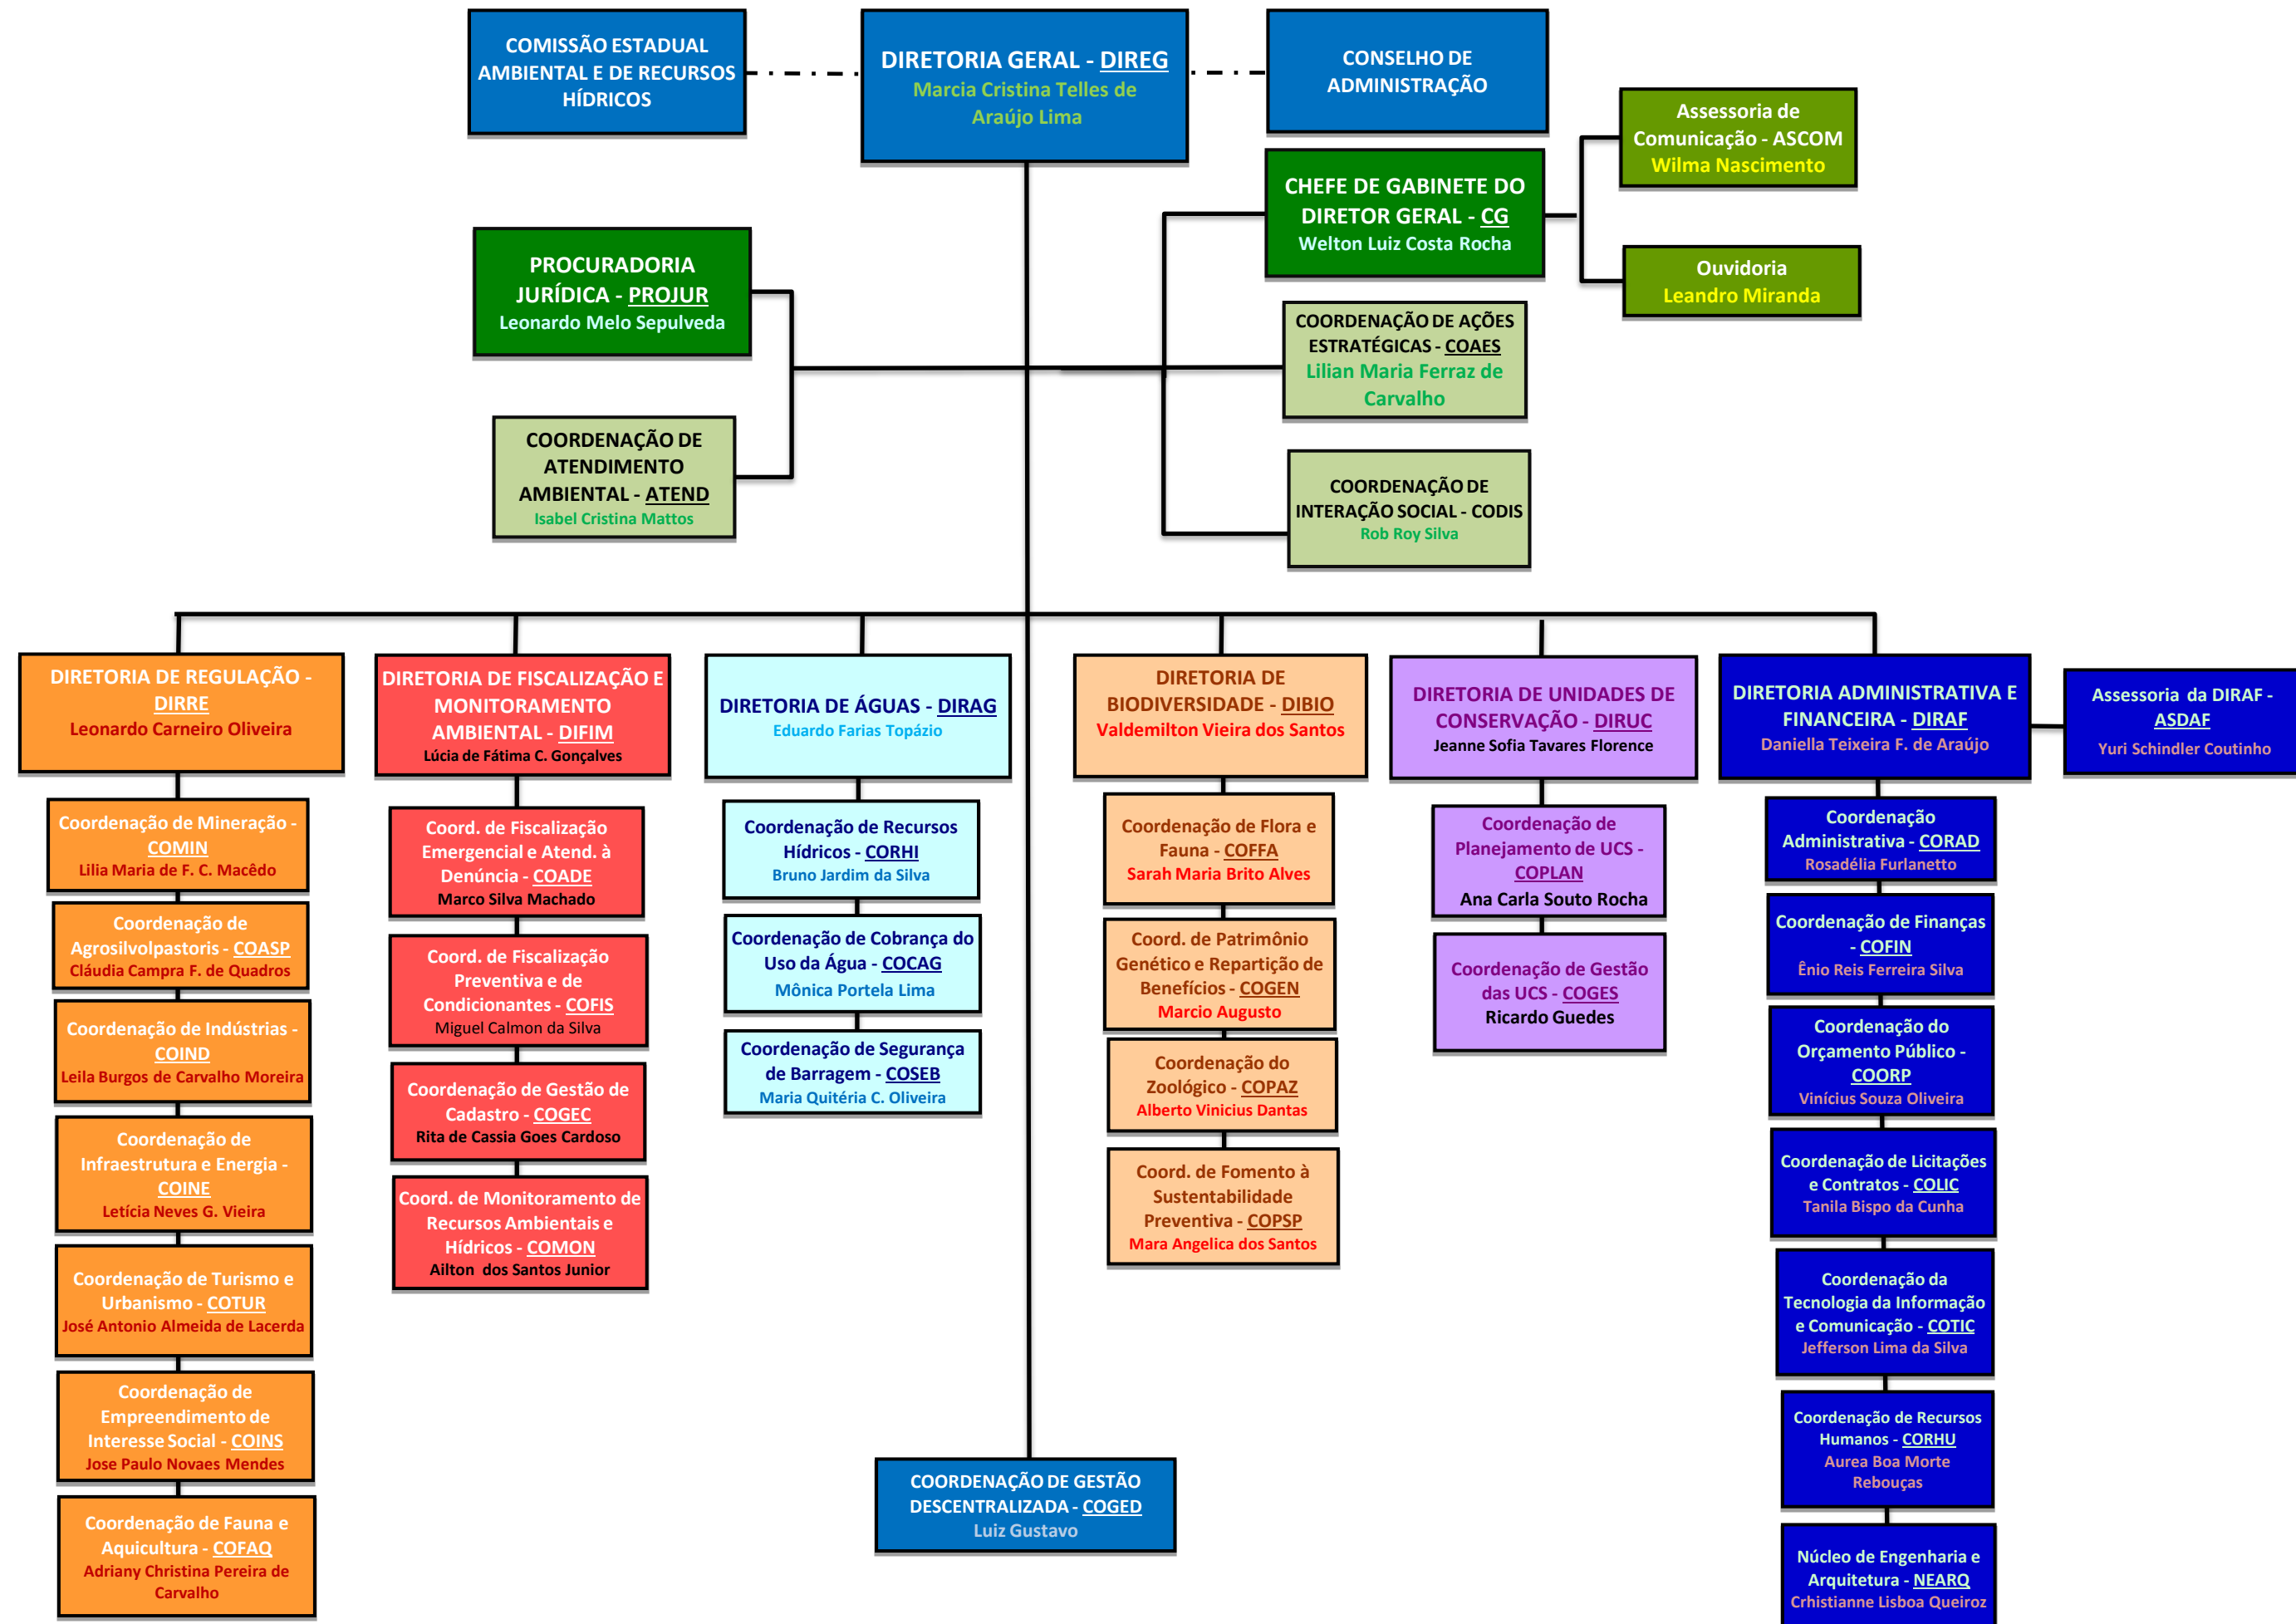 COMISSÃO ESTADUAL
AMBIENTAL E DE RECURSOS
HÍDRICOS
DIRETORIA GERAL - DIREG
Marcia Cristina Telles de
Araújo Lima
CONSELHO DE
ADMINISTRAÇÃO
Assessoria de
Comunicação - ASCOM
Wilma Nascimento
CHEFE DE GABINETE DO
DIRETOR GERAL - CG
Welton Luiz Costa Rocha
Ouvidoria
Leandro Miranda
PROCURADORIA
JURÍDICA - PROJUR
Leonardo Melo Sepulveda
COORDENAÇÃO DE AÇÕES
ESTRATÉGICAS - COAES
Lilian Maria Ferraz de
Carvalho
COORDENAÇÃO DE
ATENDIMENTO
AMBIENTAL - ATEND
Isabel Cristina Mattos
COORDENAÇÃO DE
INTERAÇÃO SOCIAL - CODIS
Rob Roy Silva
DIRETORIA DE REGULAÇÃO -
DIRRE
Leonardo Carneiro Oliveira
Coordenação de Mineração -
COMIN
Lilia Maria de F. C. Macêdo
Coordenação de
Agrosilvolpastoris - COASP
Cláudia Campra F. de Quadros
Coordenação de Indústrias -
COIND
Leila Burgos de Carvalho Moreira
Coordenação de
Infraestrutura e Energia -
COINE
Letícia Neves G. Vieira
Coordenação de Turismo e
Urbanismo - COTUR
José Antonio Almeida de Lacerda
Coordenação de
Empreendimento de
Interesse Social - COINS
Jose Paulo Novaes Mendes
Coordenação de Fauna e
Aquicultura - COFAQ
Adriany Christina Pereira de
Carvalho
DIRETORIA DE FISCALIZAÇÃO E
MONITORAMENTO
AMBIENTAL - DIFIM
Lúcia de Fátima C. Gonçalves
Coord. de Fiscalização
Emergencial e Atend. à
Denúncia - COADE
Marco Silva Machado
Coord. de Fiscalização
Preventiva e de
Condicionantes - COFIS
Miguel Calmon da Silva
Coordenação de Gestão de
Cadastro - COGEC
Rita de Cassia Goes Cardoso
Coord. de Monitoramento de
Recursos Ambientais e
Hídricos - COMON
Ailton dos Santos Junior
DIRETORIA DE ÁGUAS - DIRAG
Eduardo Farias Topázio
Coordenação de Recursos
Hídricos - CORHI
Bruno Jardim da Silva
Coordenação de Cobrança do
Uso da Água - COCAG
Mônica Portela Lima
Coordenação de Segurança
de Barragem - COSEB
Maria Quitéria C. Oliveira
DIRETORIA DE
BIODIVERSIDADE - DIBIO
Valdemilton Vieira dos Santos
Coordenação de Flora e
Fauna - COFFA
Sarah Maria Brito Alves
Coord. de Patrimônio
Genético e Repartição de
Benefícios - COGEN
Marcio Augusto
Coordenação do
Zoológico - COPAZ
Alberto Vinicius Dantas
Coord. de Fomento à
Sustentabilidade
Preventiva - COPSP
Mara Angelica dos Santos
DIRETORIA DE UNIDADES DE
CONSERVAÇÃO - DIRUC
Jeanne Sofia Tavares Florence
Coordenação de
Planejamento de UCS -
COPLAN
Ana Carla Souto Rocha
Coordenação de Gestão
das UCS - COGES
Ricardo Guedes
DIRETORIA ADMINISTRATIVA E
FINANCEIRA - DIRAF
Daniella Teixeira F. de Araújo
Assessoria da DIRAF -
ASDAF
Yuri Schindler Coutinho
Coordenação
Administrativa - CORAD
Rosadélia Furlanetto
Coordenação de Finanças
- COFIN
Ênio Reis Ferreira Silva
Coordenação do
Orçamento Público -
COORP
Vinícius Souza Oliveira
Coordenação de Licitações
e Contratos - COLIC
Tanila Bispo da Cunha
Coordenação da
Tecnologia da Informação
e Comunicação - COTIC
Jefferson Lima da Silva
Coordenação de Recursos
Humanos - CORHU
Aurea Boa Morte
Rebouças
Núcleo de Engenharia e
Arquitetura - NEARQ
Crhistianne Lisboa Queiroz
COORDENAÇÃO DE GESTÃO
DESCENTRALIZADA - COGED
Luiz Gustavo